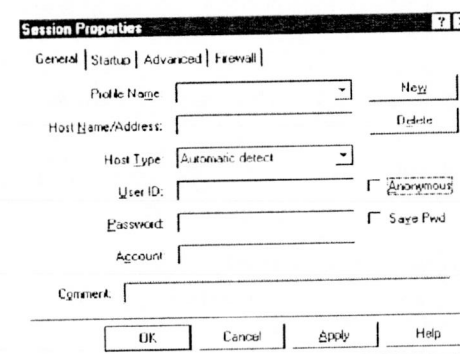 Session Properties ?
General Startup Advanced Firewall
Profile Name: New
Host Name/Address: Delete
Host Type: Automatic detect
User ID: Anonymous
Password: Save Pwd
Account:
Comment:
OK Cancel Apply Help